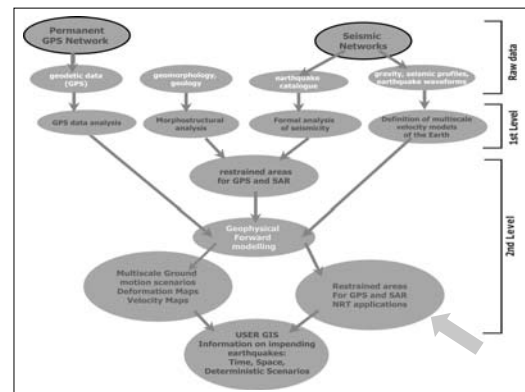 Permanent
GPS Network
Seismic
Networks
Raw data
geodetic data
(GPS)
geomorphology,
geology
earthquake
catalogue
gravity, seismic profiles,
earthquake waveforms
GPS data analysis
Morphostructural
analysis
Formal analysis
of seismicity
Definition of multiscale
velocity models
of the Earth
1st Level
restrained areas
for GPS and SAR
2nd Level
Geophysical
Forward
modelling
Multiscale Ground
motion scenarios
Deformation Maps
Velocity Maps
Restrained areas
For GPS and SAR
NRT applications
USER GIS
Information on impending
earthquakes:
Time, Space,
Deterministic Scenarios